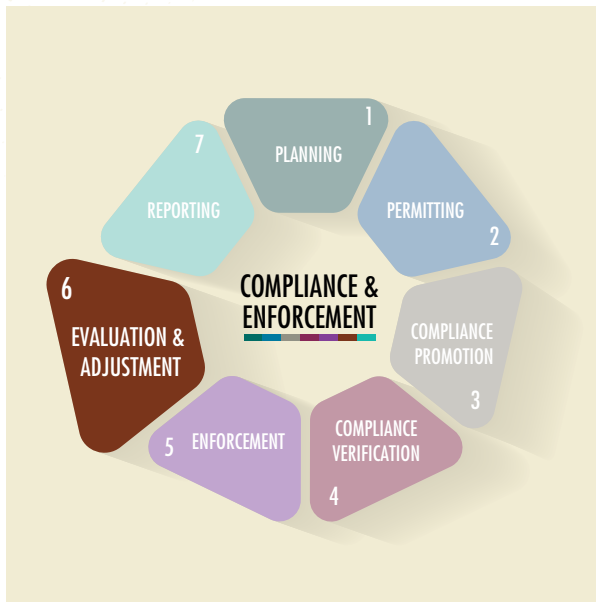 1
PLANNING
PERMITTING
2
COMPLIANCE
PROMOTION
3
COMPLIANCE
VERIFICATION
4
5
ENFORCEMENT
6
EVALUATION &
ADJUSTMENT
7
REPORTING
COMPLIANCE &
ENFORCEMENT